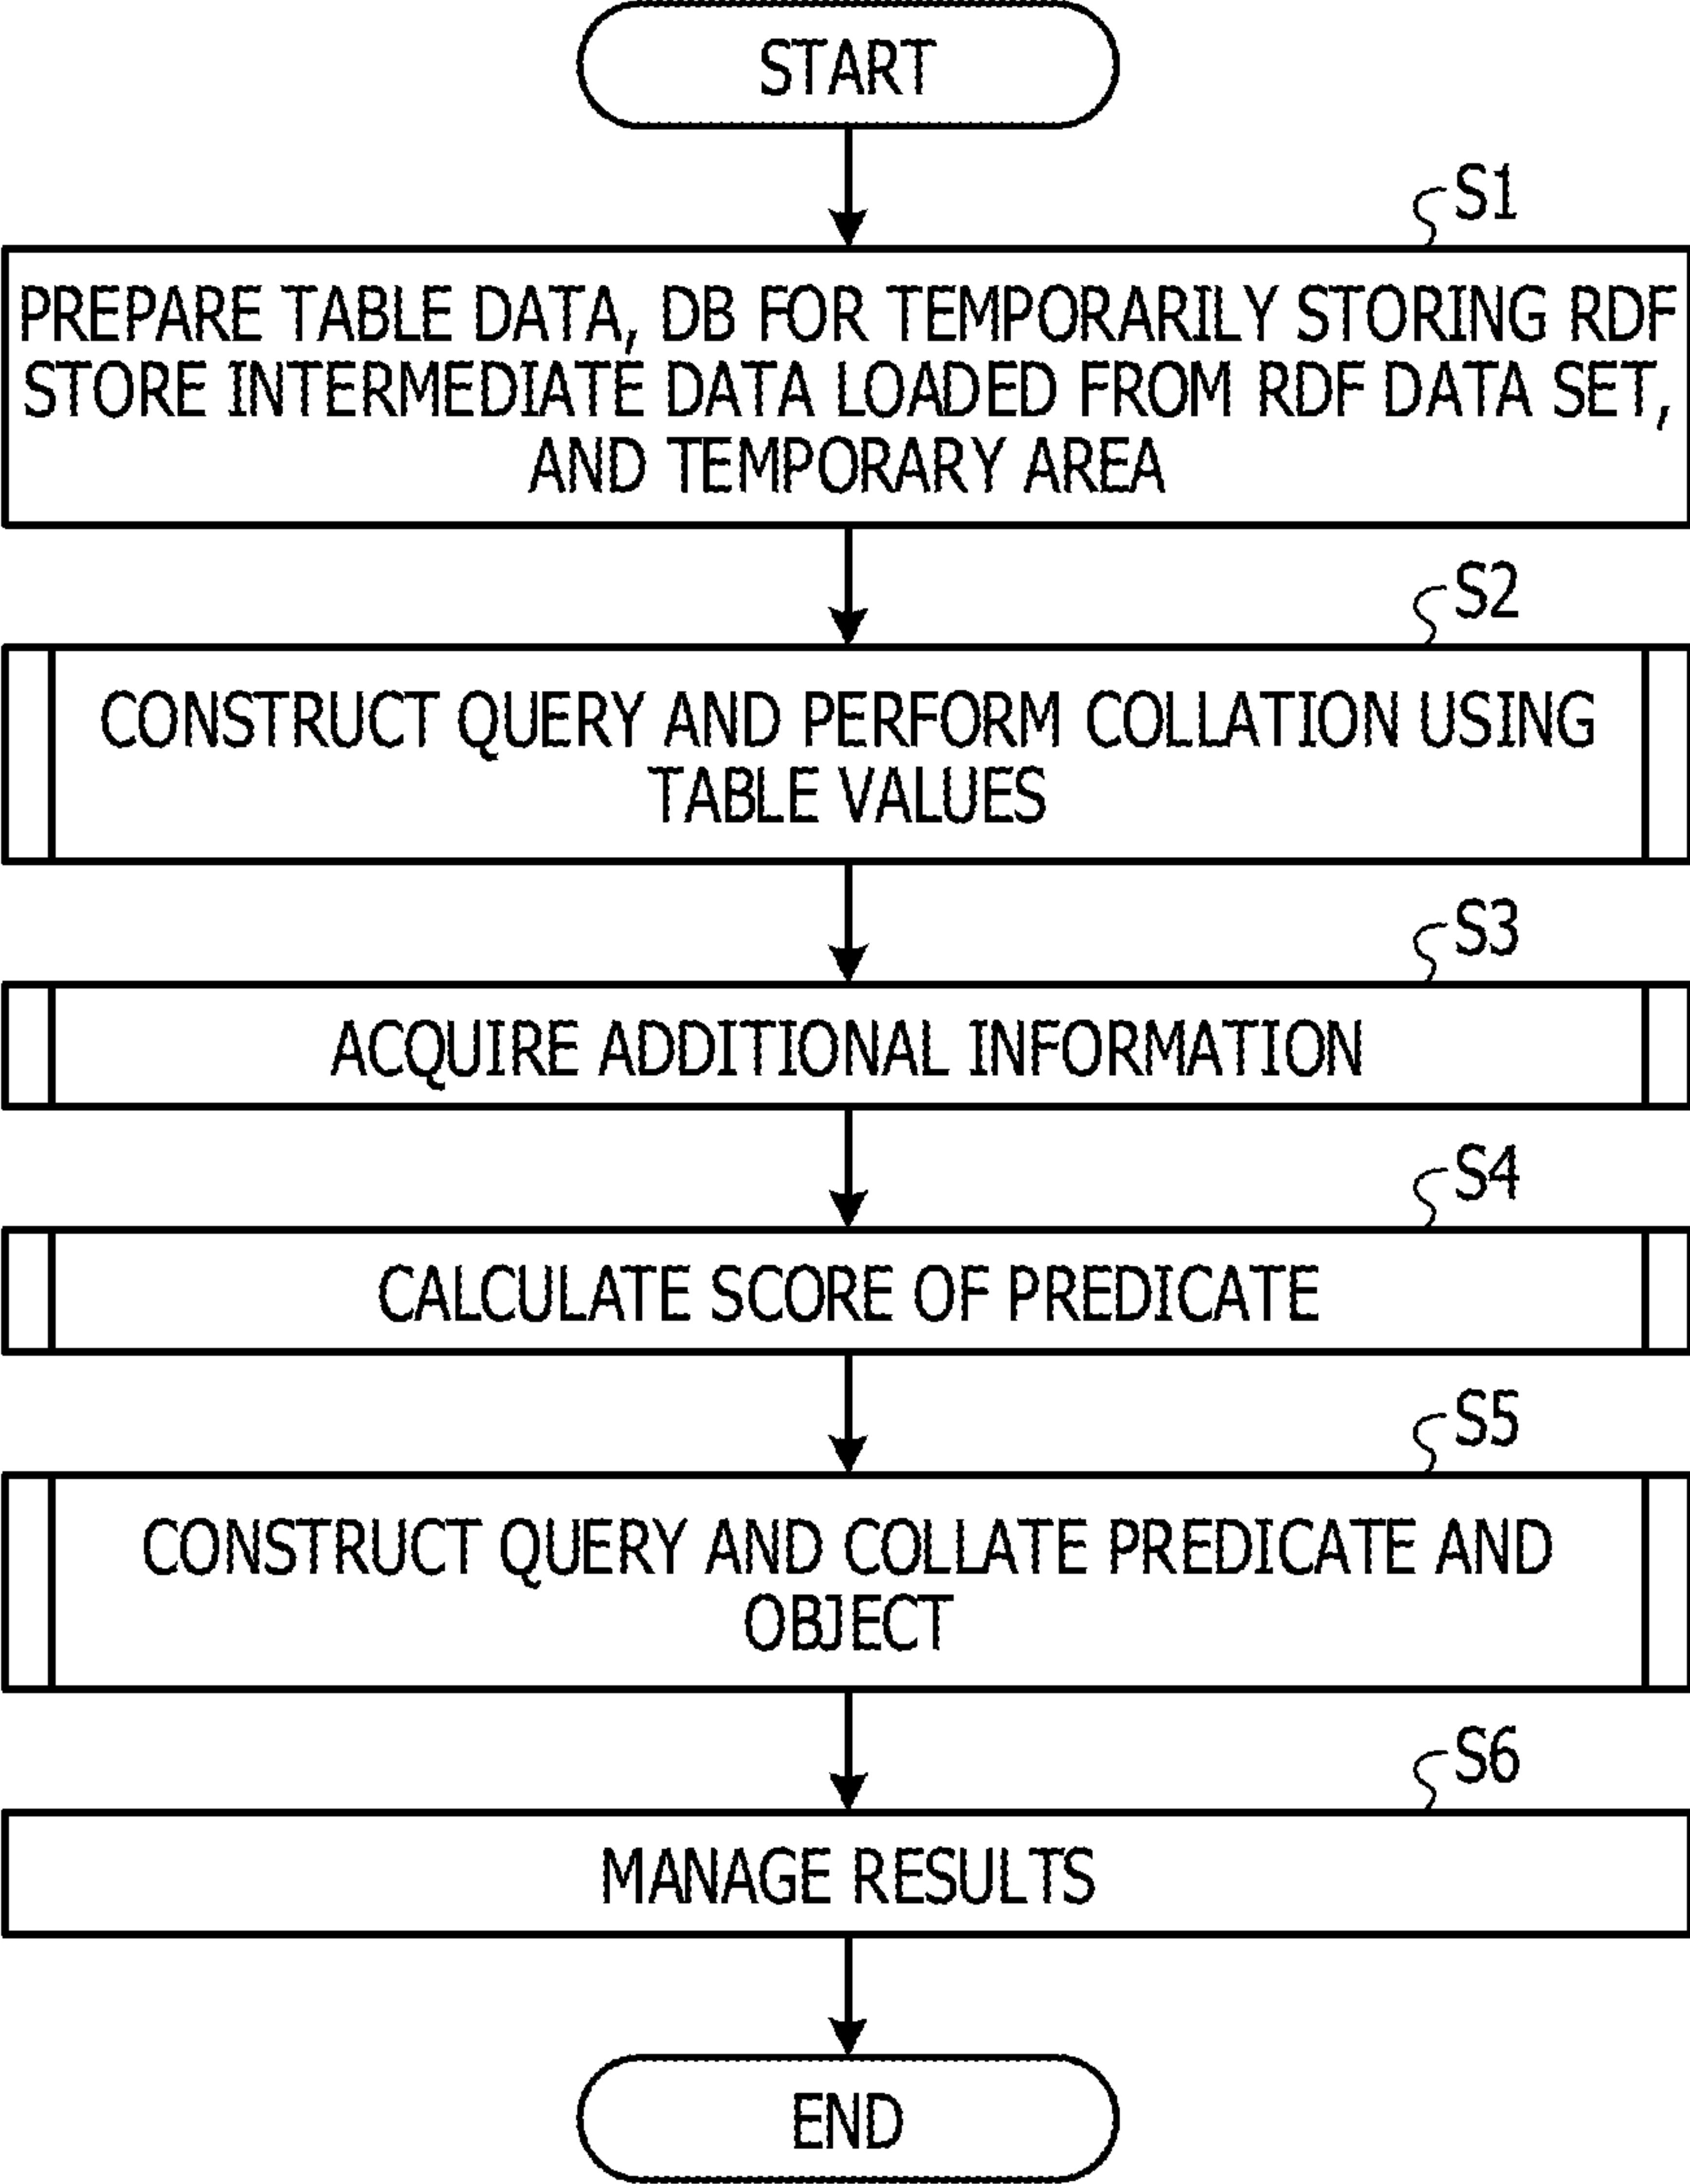 START
S1
PREPARE TABLE DATA, DB FOR TEMPORARILY STORING RDF
STORE INTERMEDIATE DATA LOADED FROM RDF DATA SET,
AND TEMPORARY AREA
S2
CONSTRUCT QUERY AND PERFORM COLLATION USING
TABLE VALUES
S3
ACQUIRE ADDITIONAL INFORMATION
S4
CALCULATE SCORE OF PREDICATE
S5
CONSTRUCT QUERY AND COLLATE PREDICATE AND
OBJECT
S6
MANAGE RESULTS
END